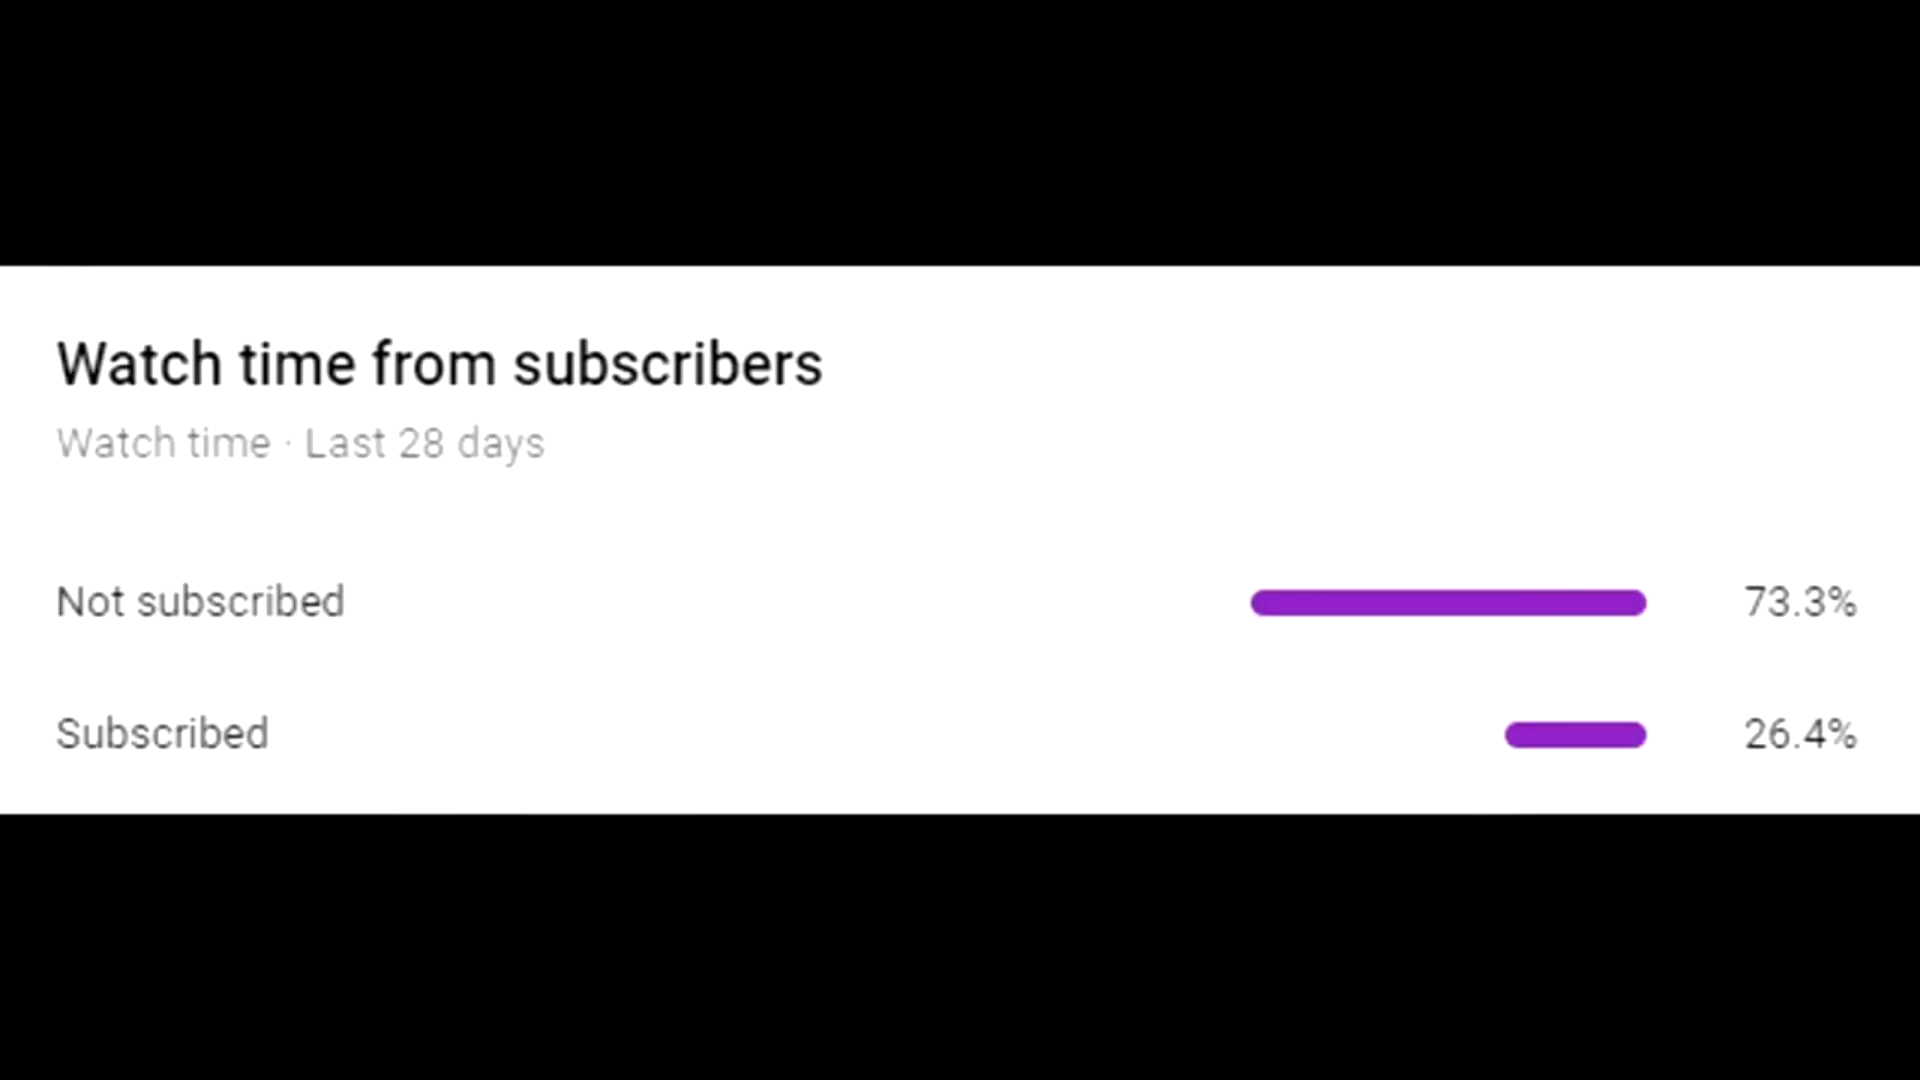 Watch time from subscribers
Watch time · Last 28 days
Not subscribed 73.3%
Subscribed 26.4%